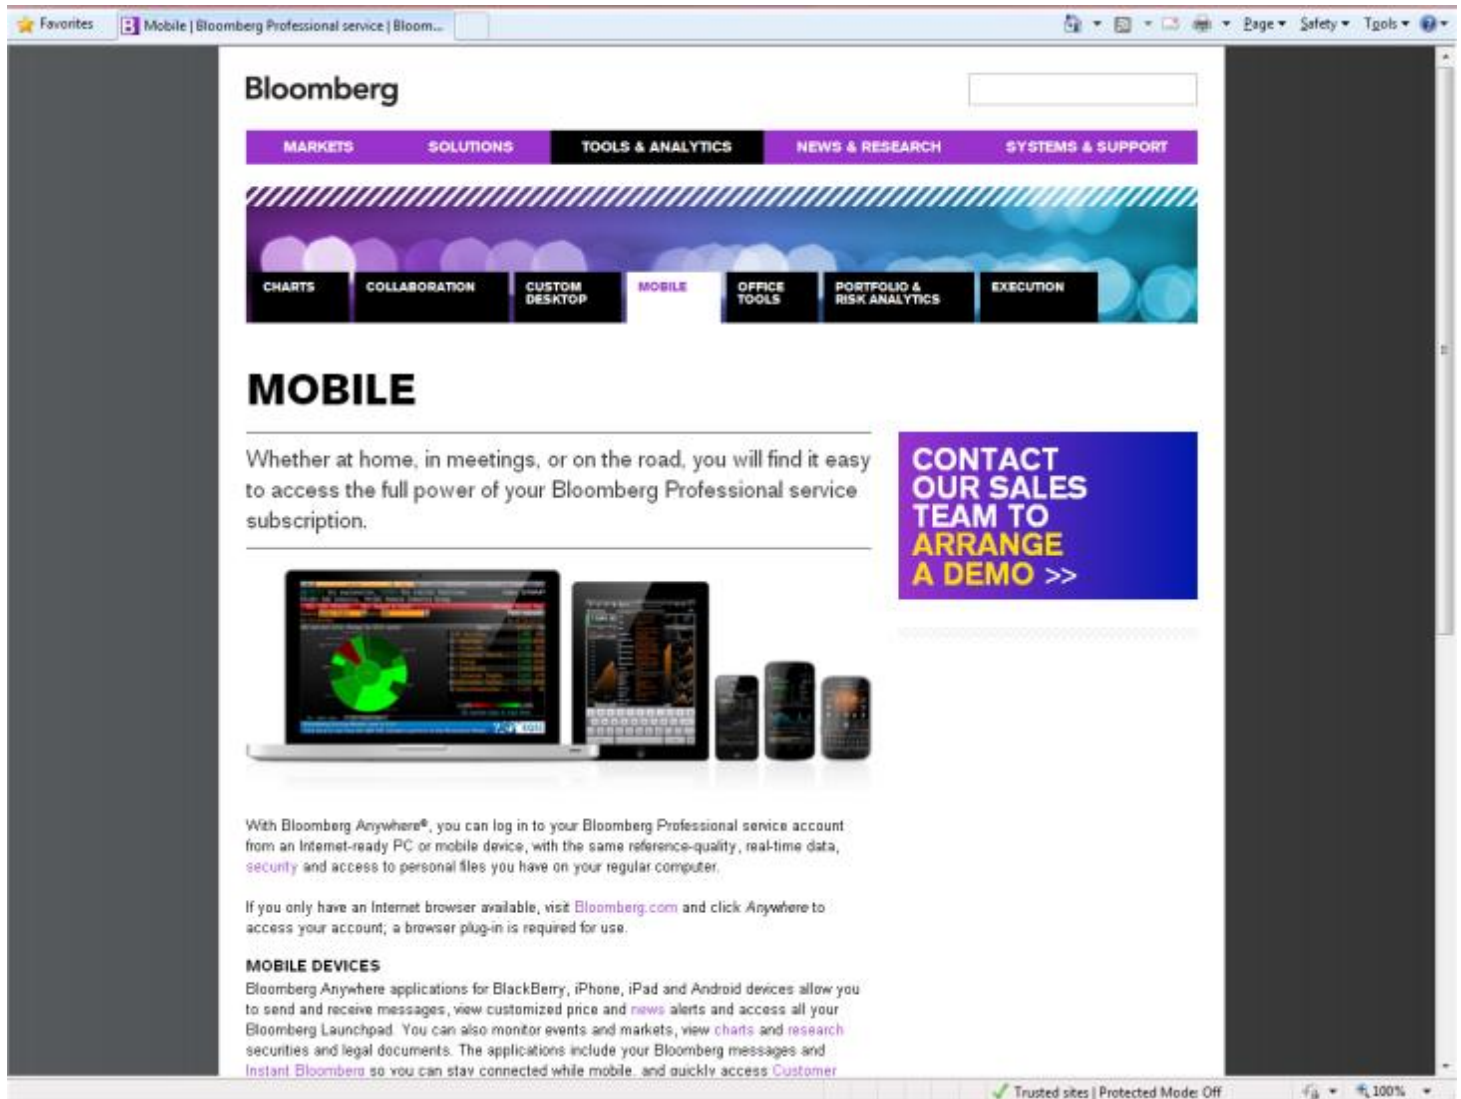 Favorites
Mobile | Bloomberg Professional service | Bloom...
Page
Safety
Tools
Bloomberg
MARKETS
SOLUTIONS
TOOLS & ANALYTICS
NEWS & RESEARCH
SYSTEMS & SUPPORT
CHARTS
COLLABORATION
CUSTOM
DESKTOP
MOBILE
OFFICE
TOOLS
PORTFOLIO &
RISK ANALYTICS
EXECUTION
MOBILE
Whether at home, in meetings, or on the road, you will find it easy
to access the full power of your Bloomberg Professional service
subscription.
CONTACT
OUR SALES
TEAM TO
ARRANGE
A DEMO >>
With Bloomberg Anywhere®, you can log in to your Bloomberg Professional service account
from an Internet-ready PC or mobile device, with the same reference-quality, real-time data,
security and access to personal files you have on your regular computer.
If you only have an Internet browser available, visit Bloomberg.com and click Anywhere to
access your account; a browser plug-in is required for use.
MOBILE DEVICES
Bloomberg Anywhere applications for BlackBerry, iPhone, iPad and Android devices allow you
to send and receive messages, view customized price and news alerts and access all your
Bloomberg Launchpad. You can also monitor events and markets, view charts and research
securities and legal documents. The applications include your Bloomberg messages and
Instant Bloomberg so you can stay connected while mobile, and quickly access Customer
Trusted sites | Protected Mode: Off
100%